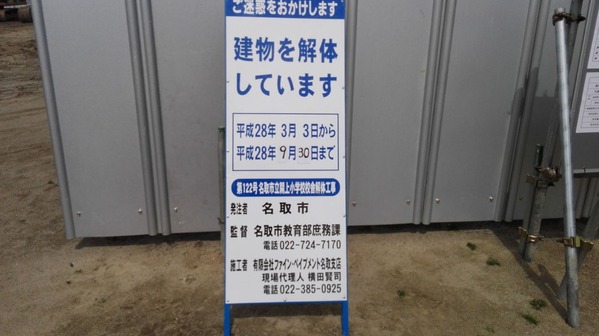 ご迷惑をおかけします
建物を解体
しています
平成28年 3月 3日から
平成28年 9月30日まで
第122号 名取市立閖上小学校校舎解体工事
発注者 名取市
監督 名取市教育部庶務課
電話 022-724-7170
施工者 有限会社ファイン・ペイブメント名取支店
現場代理人 横田賢司
電話 022-385-0925